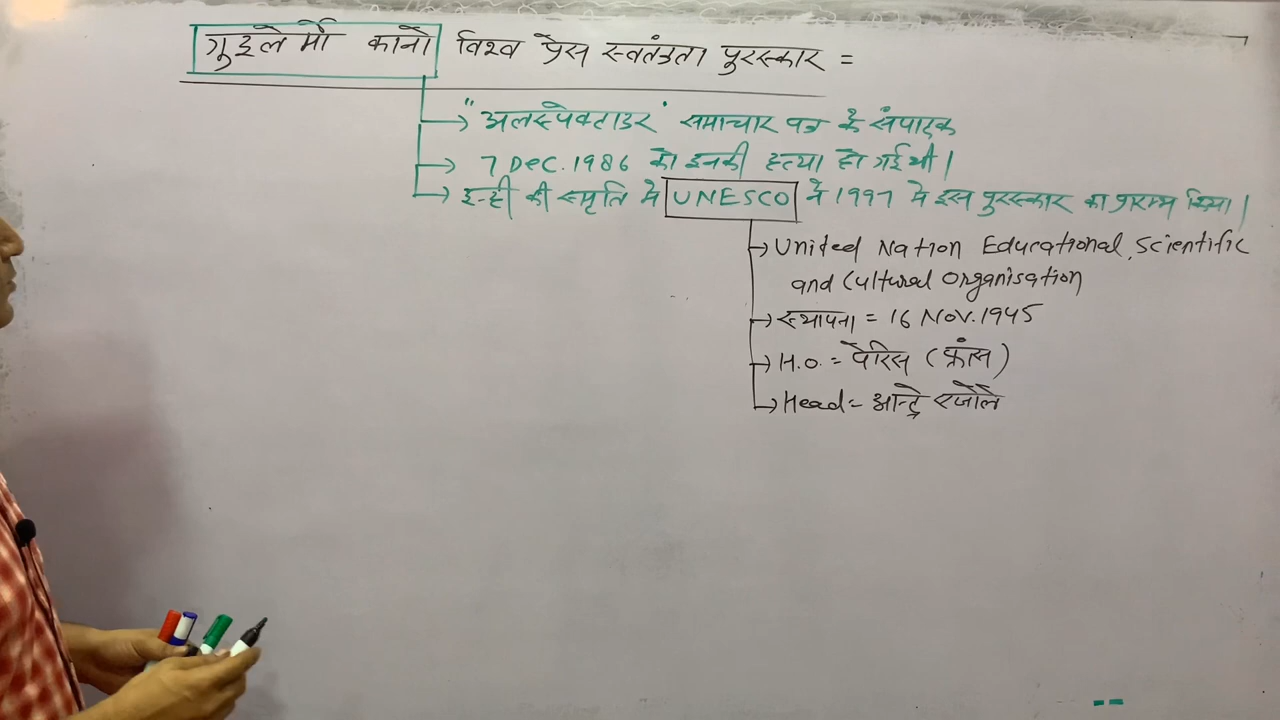 गुइलेर्मो कानो विश्व प्रेस स्वतंत्रता पुरस्कार =
→ "अलस्पेक्टाडर" समाचार पत्र के संपादक
→ 7 Dec. 1986 को इनकी हत्या हो गई थी।
→ इन्ही की स्मृति मे UNESCO ने 1997 मे इस पुरस्कार का प्रारम्भ किया।
→ United Nation Educational, Scientific
and Cultural Organisation
→ स्थापना = 16 Nov. 1945
→ H.O. = पेरिस (फ्रांस)
→ Head = आन्द्रे एजोले